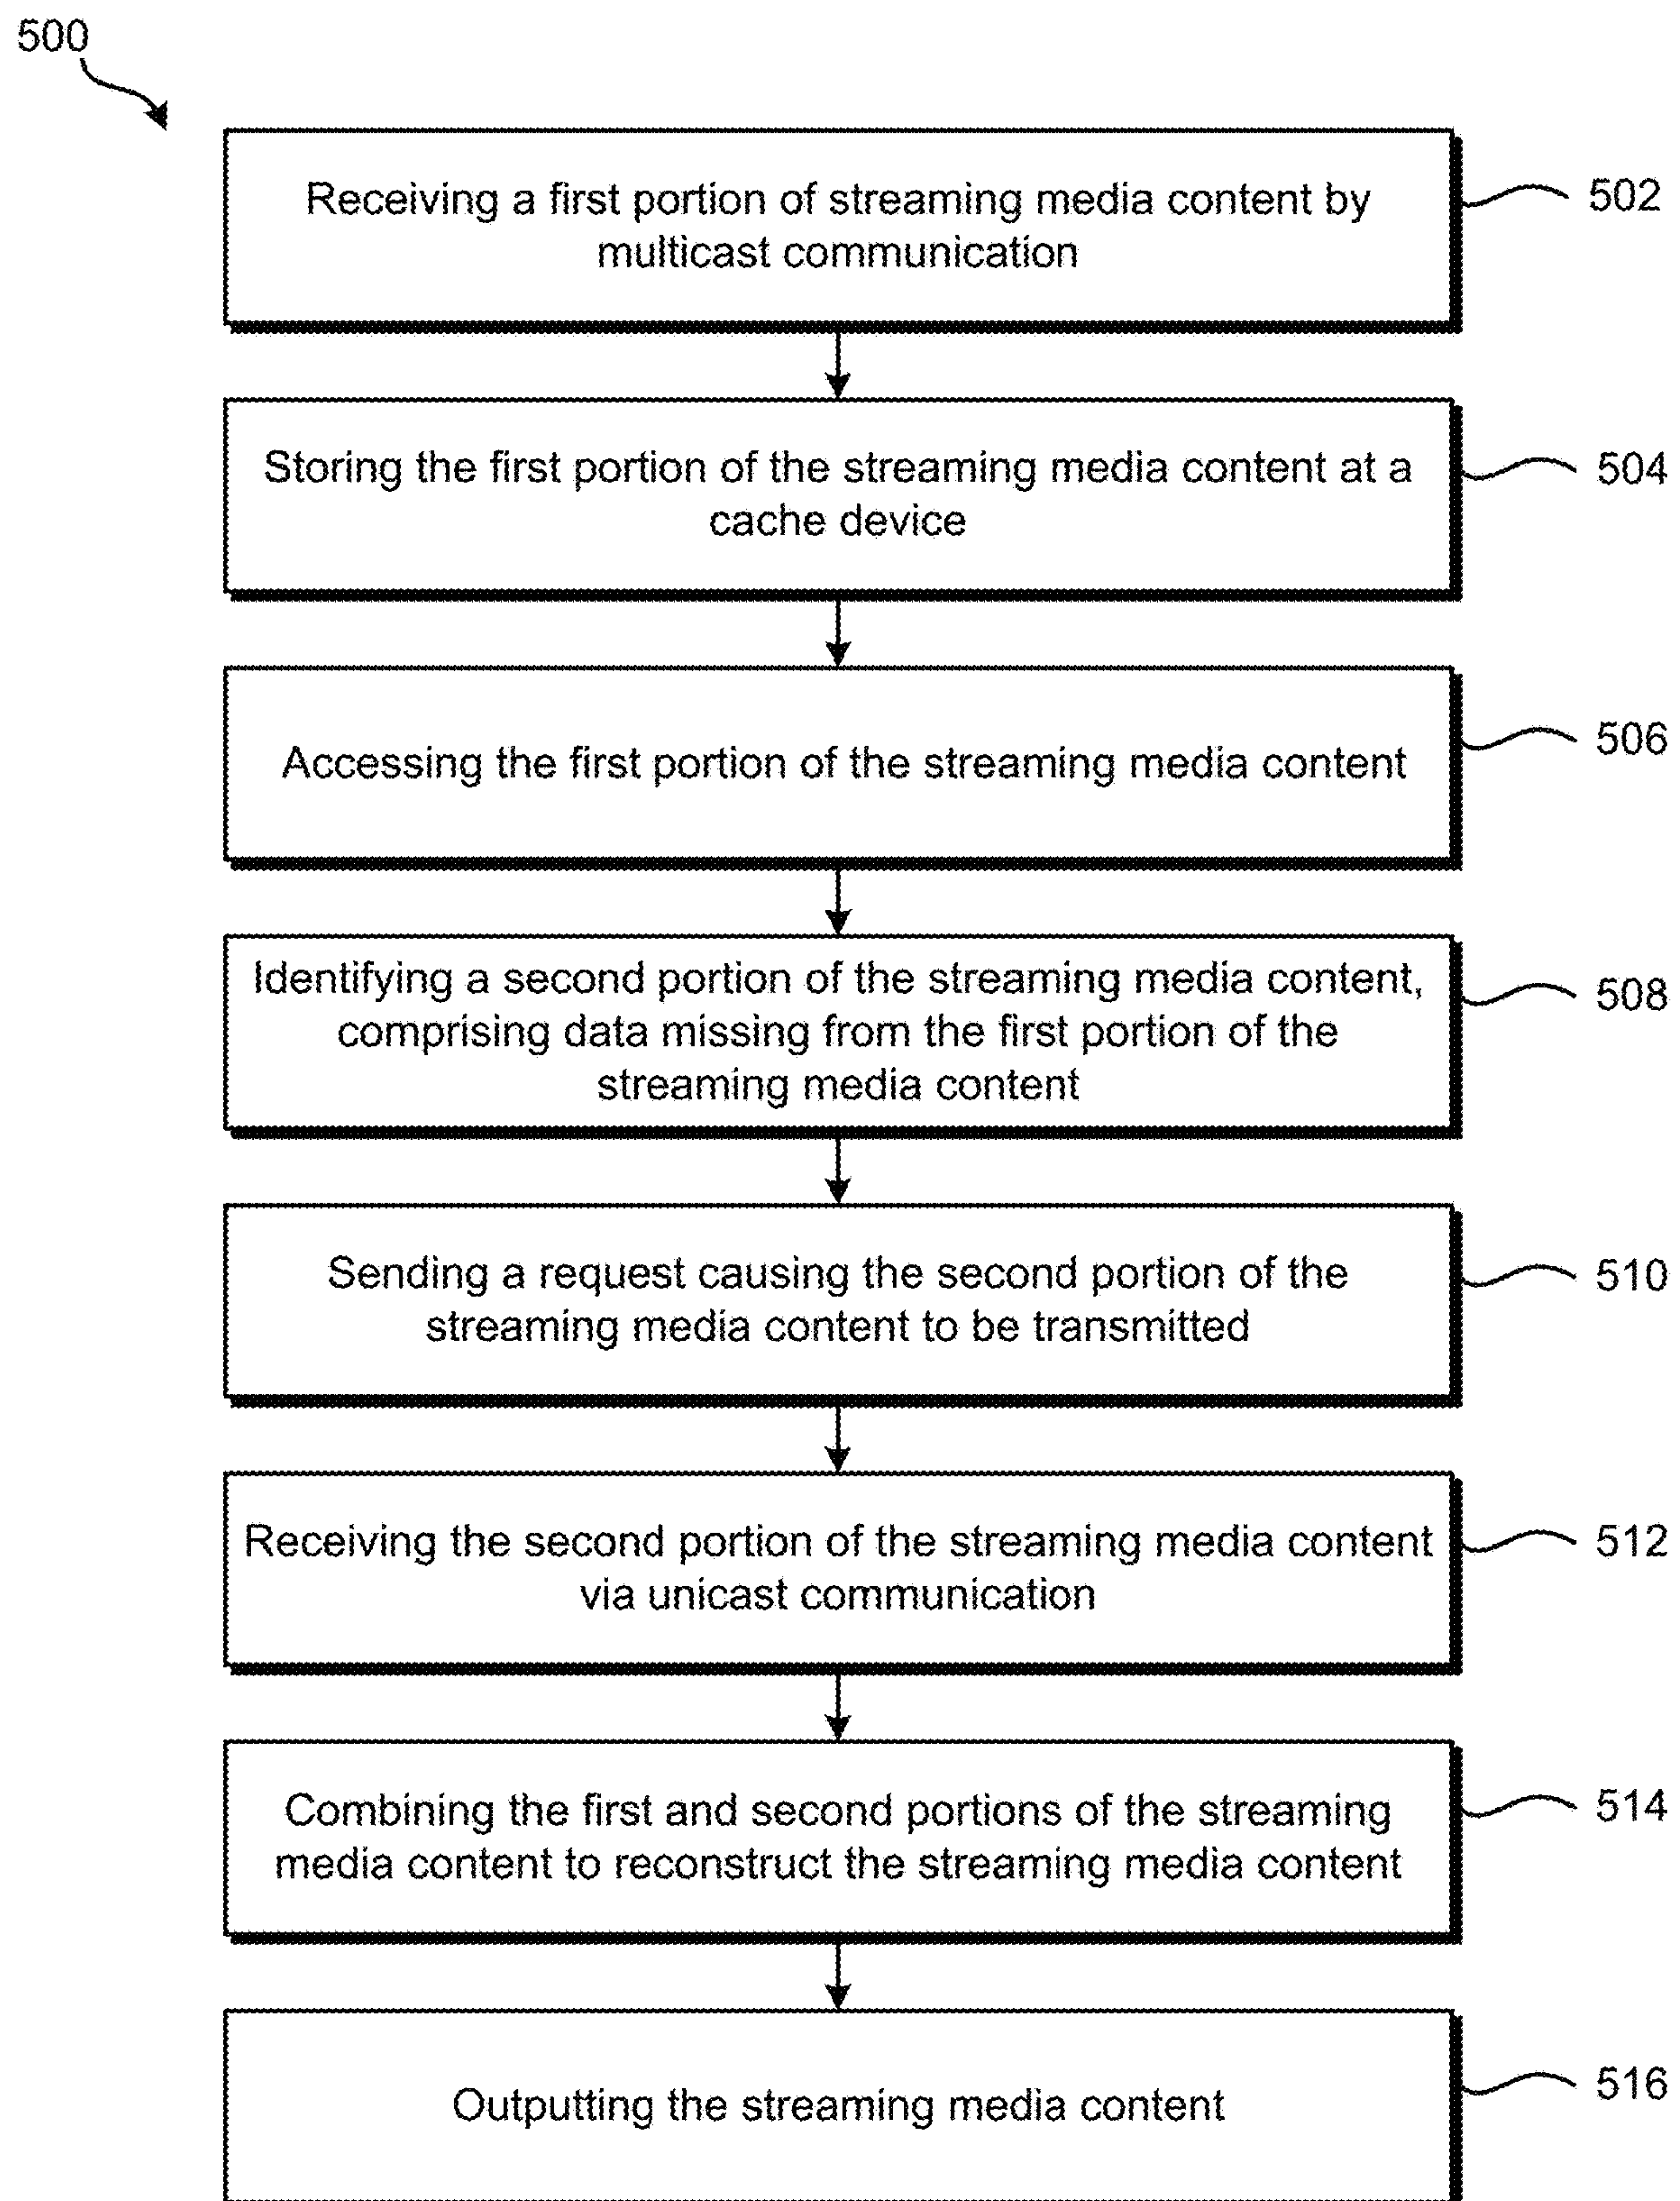 500
Receiving a first portion of streaming media content by
multicast communication
502
Storing the first portion of the streaming media content at a
cache device
504
Accessing the first portion of the streaming media content
506
Identifying a second portion of the streaming media content,
comprising data missing from the first portion of the
streaming media content
508
Sending a request causing the second portion of the
streaming media content to be transmitted
510
Receiving the second portion of the streaming media content
via unicast communication
512
Combining the first and second portions of the streaming
media content to reconstruct the streaming media content
514
Outputting the streaming media content
516